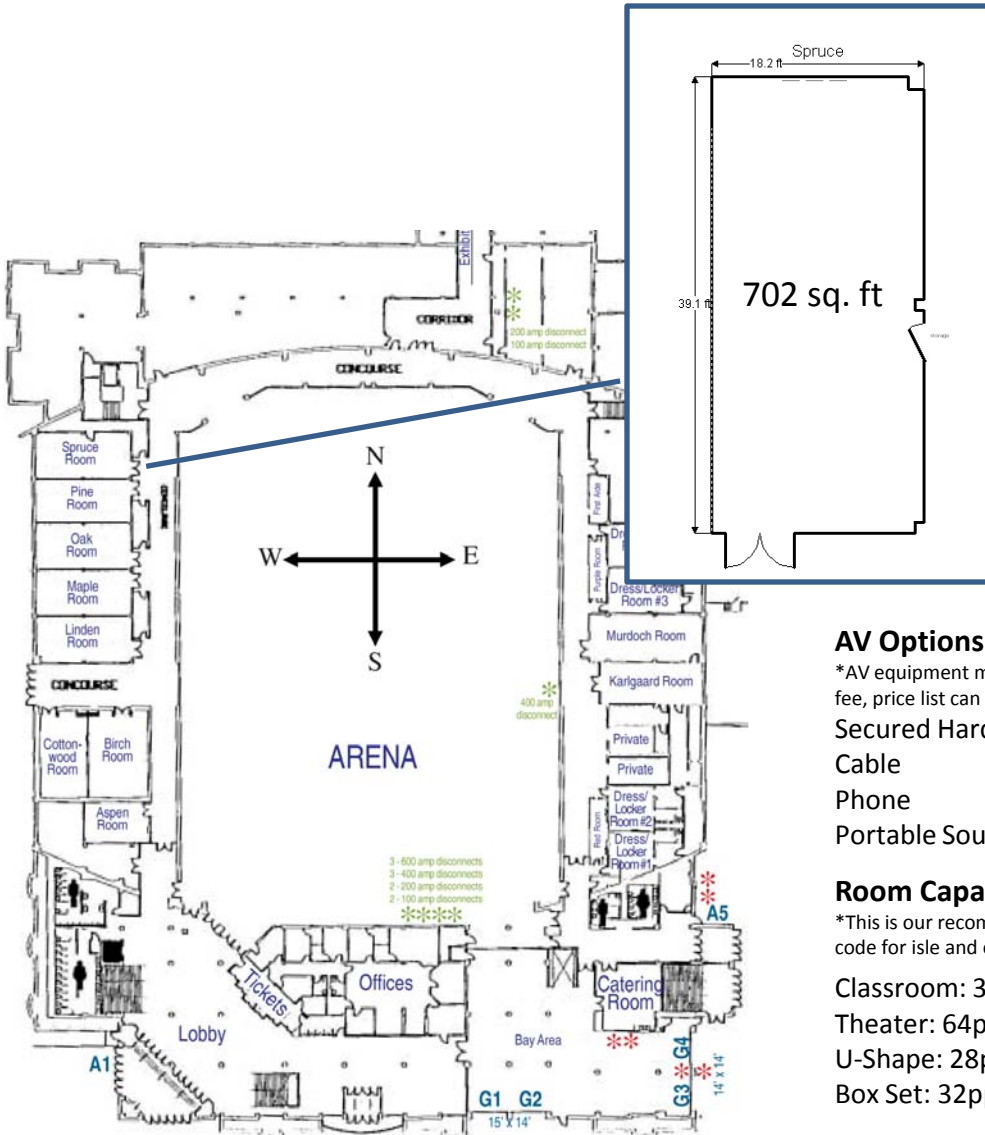 Spruce
18.2 ft
39.1 ft
702 sq. ft
storage
Exhibit
CORRIDOR
200 amp disconnect
100 amp disconnect
CONCOURSE
Spruce
Room
Pine
Room
Oak
Room
Maple
Room
Linden
Room
CONCOURSE
CONCOURSE
Cotton-
wood
Room
Birch
Room
Aspen
Room
N
W
E
S
ARENA
400 amp
disconnect
First Aide
Purple Room
Dress/Locker
Room #3
Murdoch Room
Karlgaard Room
Private
Private
Dress/
Locker
Room #2
Red Room
Dress/
Locker
Room #1
3 - 600 amp disconnects
3 - 400 amp disconnects
2 - 200 amp disconnects
2 - 100 amp disconnects
****
A5
Tickets
Offices
Catering
Room
Lobby
Bay Area
A1
G1 G2
15' x 14'
G3 G4
14' x 14'
AV Options
*AV equipment m
fee, price list can
Secured Hard
Cable
Phone
Portable Sou
Room Capa
*This is our recon
code for isle and
Classroom: 3
Theater: 64p
U-Shape: 28p
Box Set: 32p